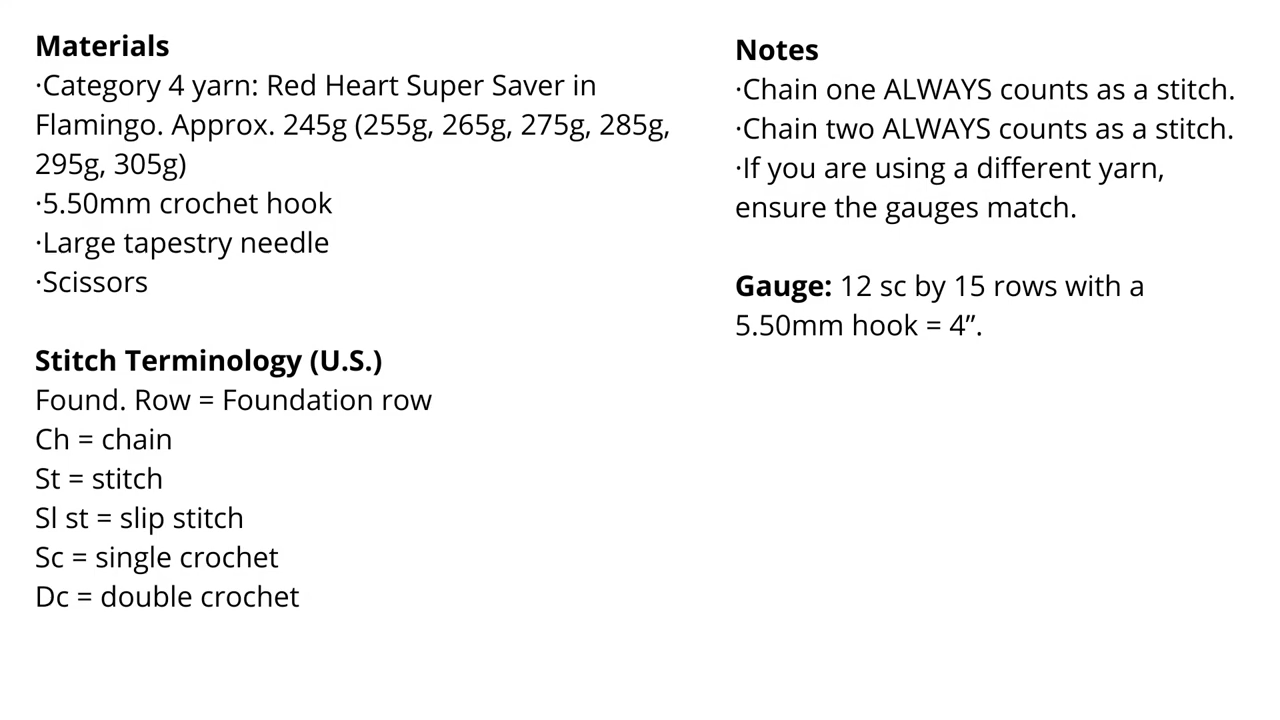 Materials
·Category 4 yarn: Red Heart Super Saver in
Flamingo. Approx. 245g (255g, 265g, 275g, 285g,
295g, 305g)
·5.50mm crochet hook
·Large tapestry needle
·Scissors
Stitch Terminology (U.S.)
Found. Row = Foundation row
Ch = chain
St = stitch
Sl st = slip stitch
Sc = single crochet
Dc = double crochet
Notes
·Chain one ALWAYS counts as a stitch.
·Chain two ALWAYS counts as a stitch.
·If you are using a different yarn,
ensure the gauges match.
Gauge: 12 sc by 15 rows with a
5.50mm hook = 4”.